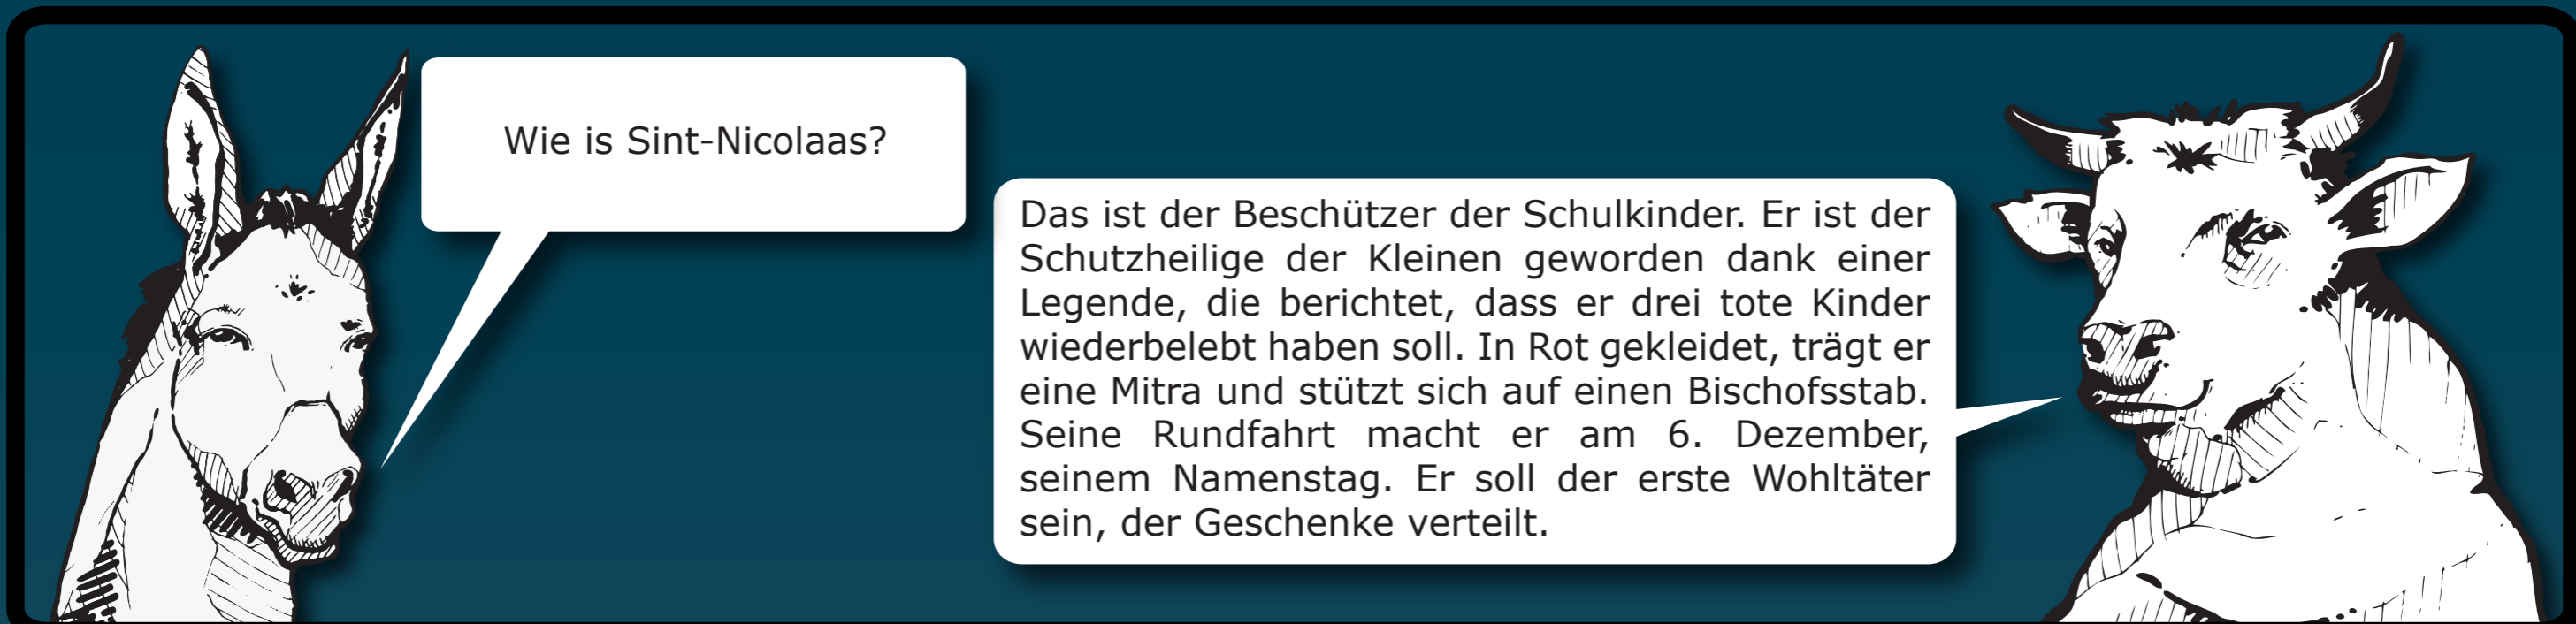 Wie is Sint-Nicolaas?
Das ist der Beschützer der Schulkinder. Er ist der
Schutzheilige der Kleinen geworden dank einer
Legende, die berichtet, dass er drei tote Kinder
wiederbelebt haben soll. In Rot gekleidet, trägt er
eine Mitra und stützt sich auf einen Bischofsstab.
Seine Rundfahrt macht er am 6. Dezember,
seinem Namenstag. Er soll der erste Wohltäter
sein, der Geschenke verteilt.